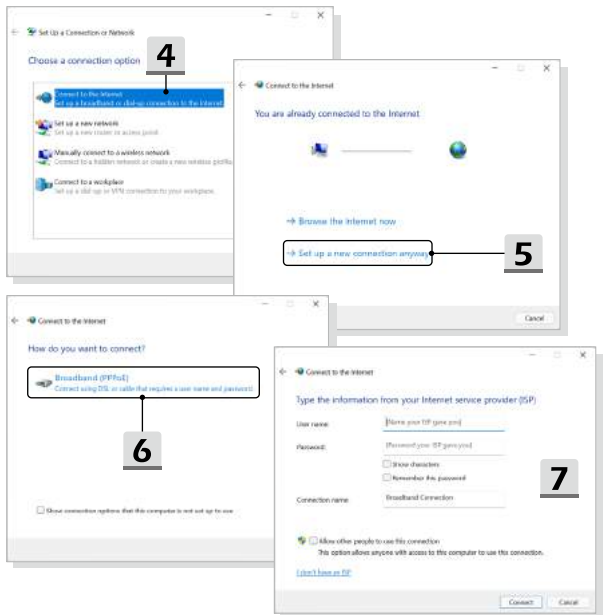 Set Up a Connection or Network
Choose a connection option
4
Connect to the Internet
Set up a broadband or dial-up connection to the Internet.
Set up a new network
Set up a new router or access point.
Manually connect to a wireless network
Connect to a hidden network or create a new wireless profile.
Connect to a workplace
Set up a dial-up or VPN connection to your workplace.
Connect to the Internet
You are already connected to the Internet
Browse the Internet now
Set up a new connection anyway
5
Cancel
Connect to the Internet
How do you want to connect?
Broadband (PPPoE)
Connect using DSL or cable that requires a user name and password.
6
Show connection options that this computer is not set up to use
Connect to the Internet
Type the information from your Internet service provider (ISP)
User name:
[Name your ISP gave you]
Password:
[Password your ISP gave you]
Show characters
Remember this password
7
Connection name:
Broadband Connection
Allow other people to use this connection
This option allows anyone with access to this computer to use this connection.
I don't have an ISP
Connect
Cancel